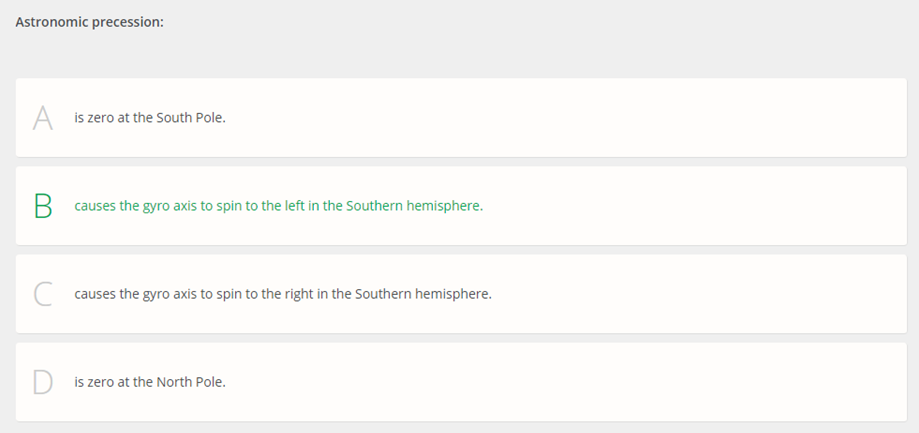 Astronomic precession:
A
is zero at the South Pole.
B
causes the gyro axis to spin to the left in the Southern hemisphere.
C
causes the gyro axis to spin to the right in the Southern hemisphere.
D
is zero at the North Pole.